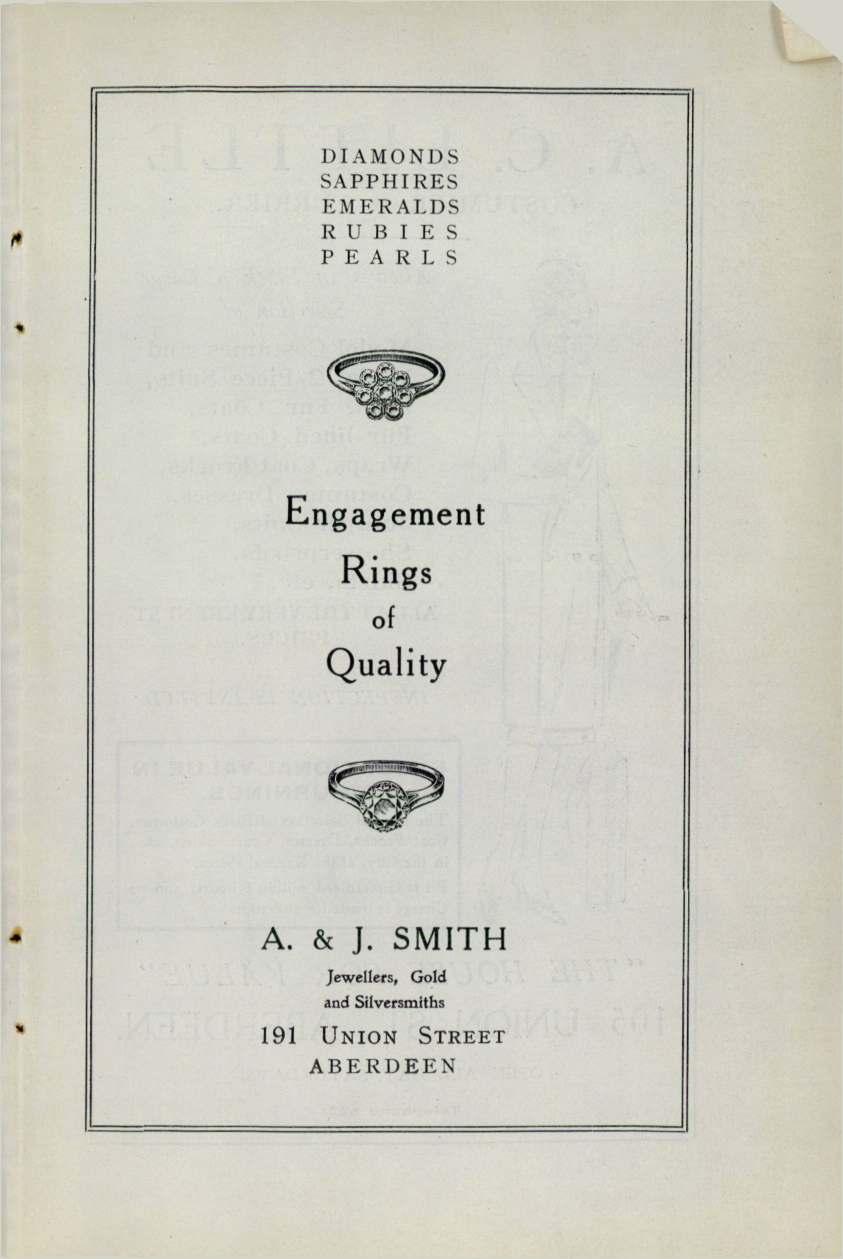 DIAMONDS
SAPPHIRES
EMERALDS
RUBIES
PEARLS
Engagement
Rings
of
Quality
A. & J. SMITH
Jewellers, Gold
and Silversmiths
191 UNION STREET
ABERDEEN